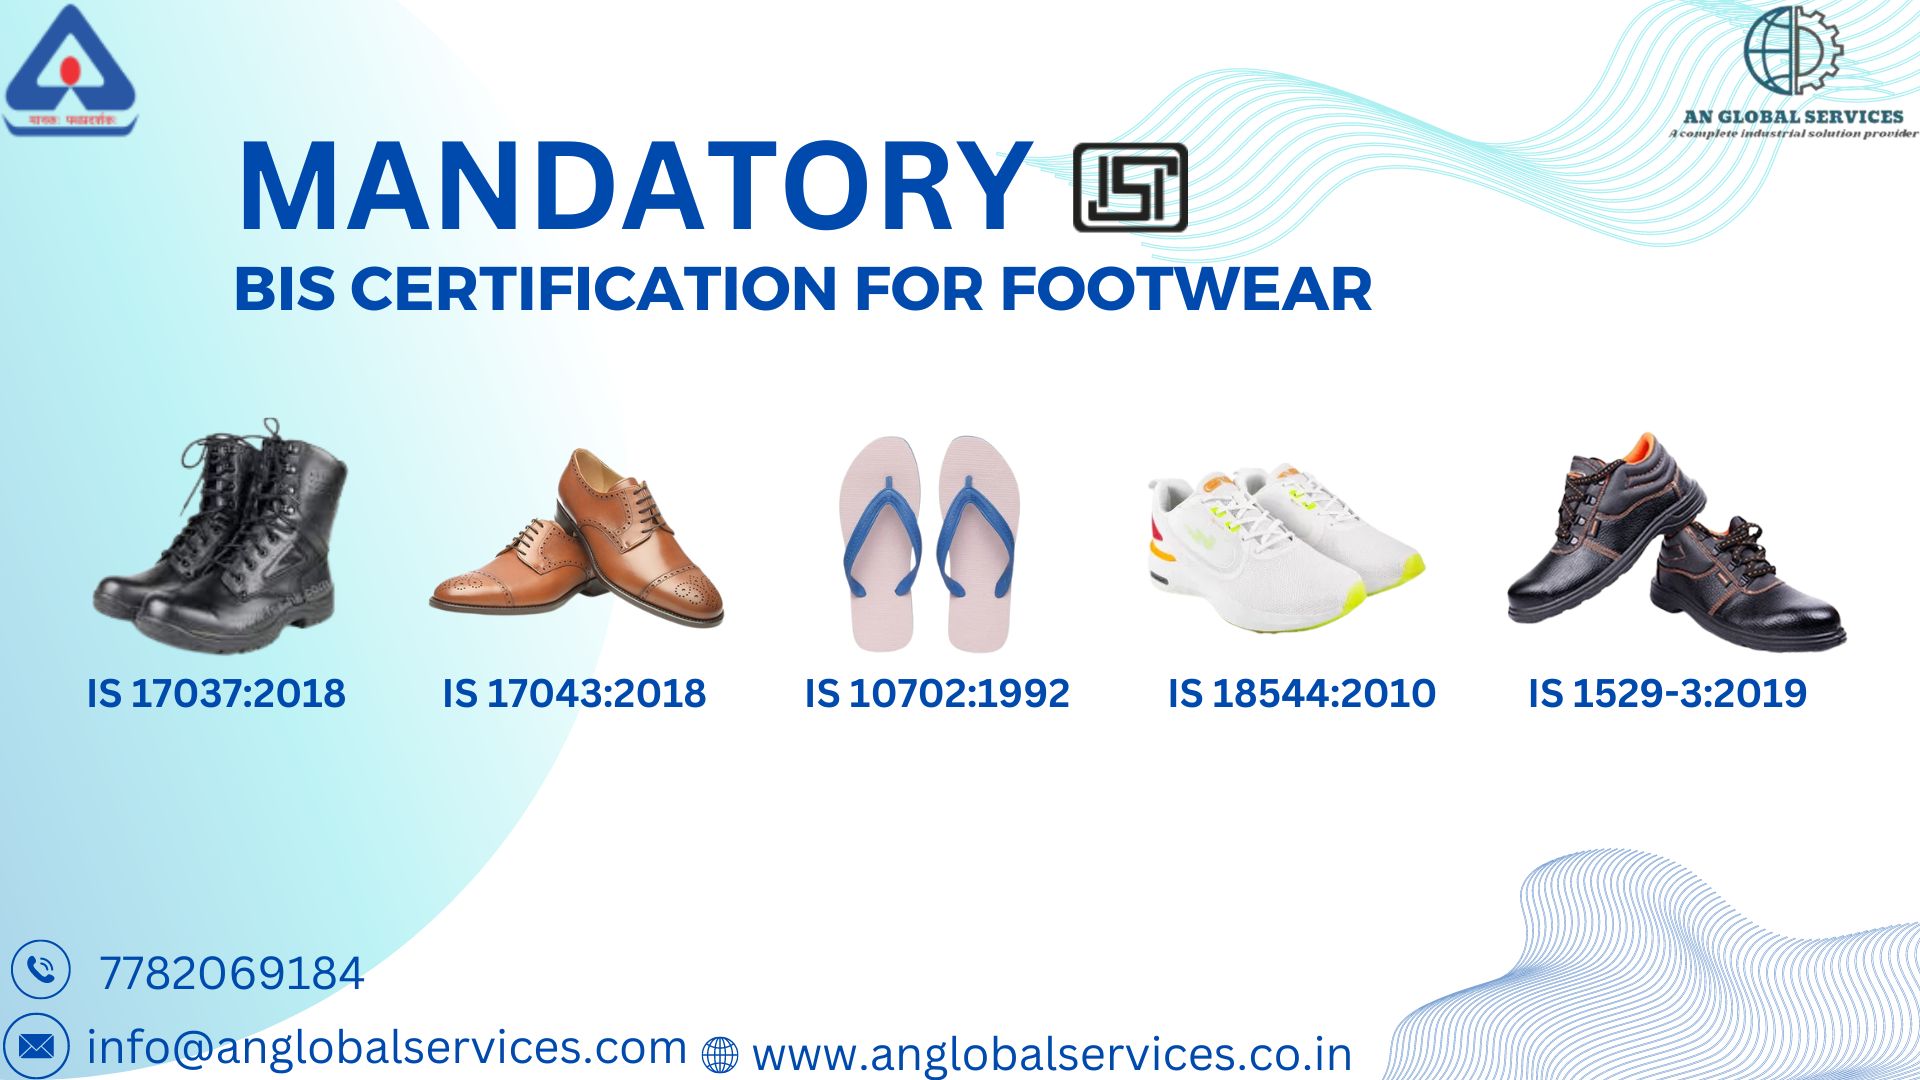 मानकः पथप्रदर्शकः
AN GLOBAL SERVICES
A complete industrial solution provider
MANDATORY ISI
BIS CERTIFICATION FOR FOOTWEAR
IS 17037:2018 IS 17043:2018 IS 10702:1992 IS 18544:2010 IS 1529-3:2019
7782069184
info@anglobalservices.com www.anglobalservices.co.in